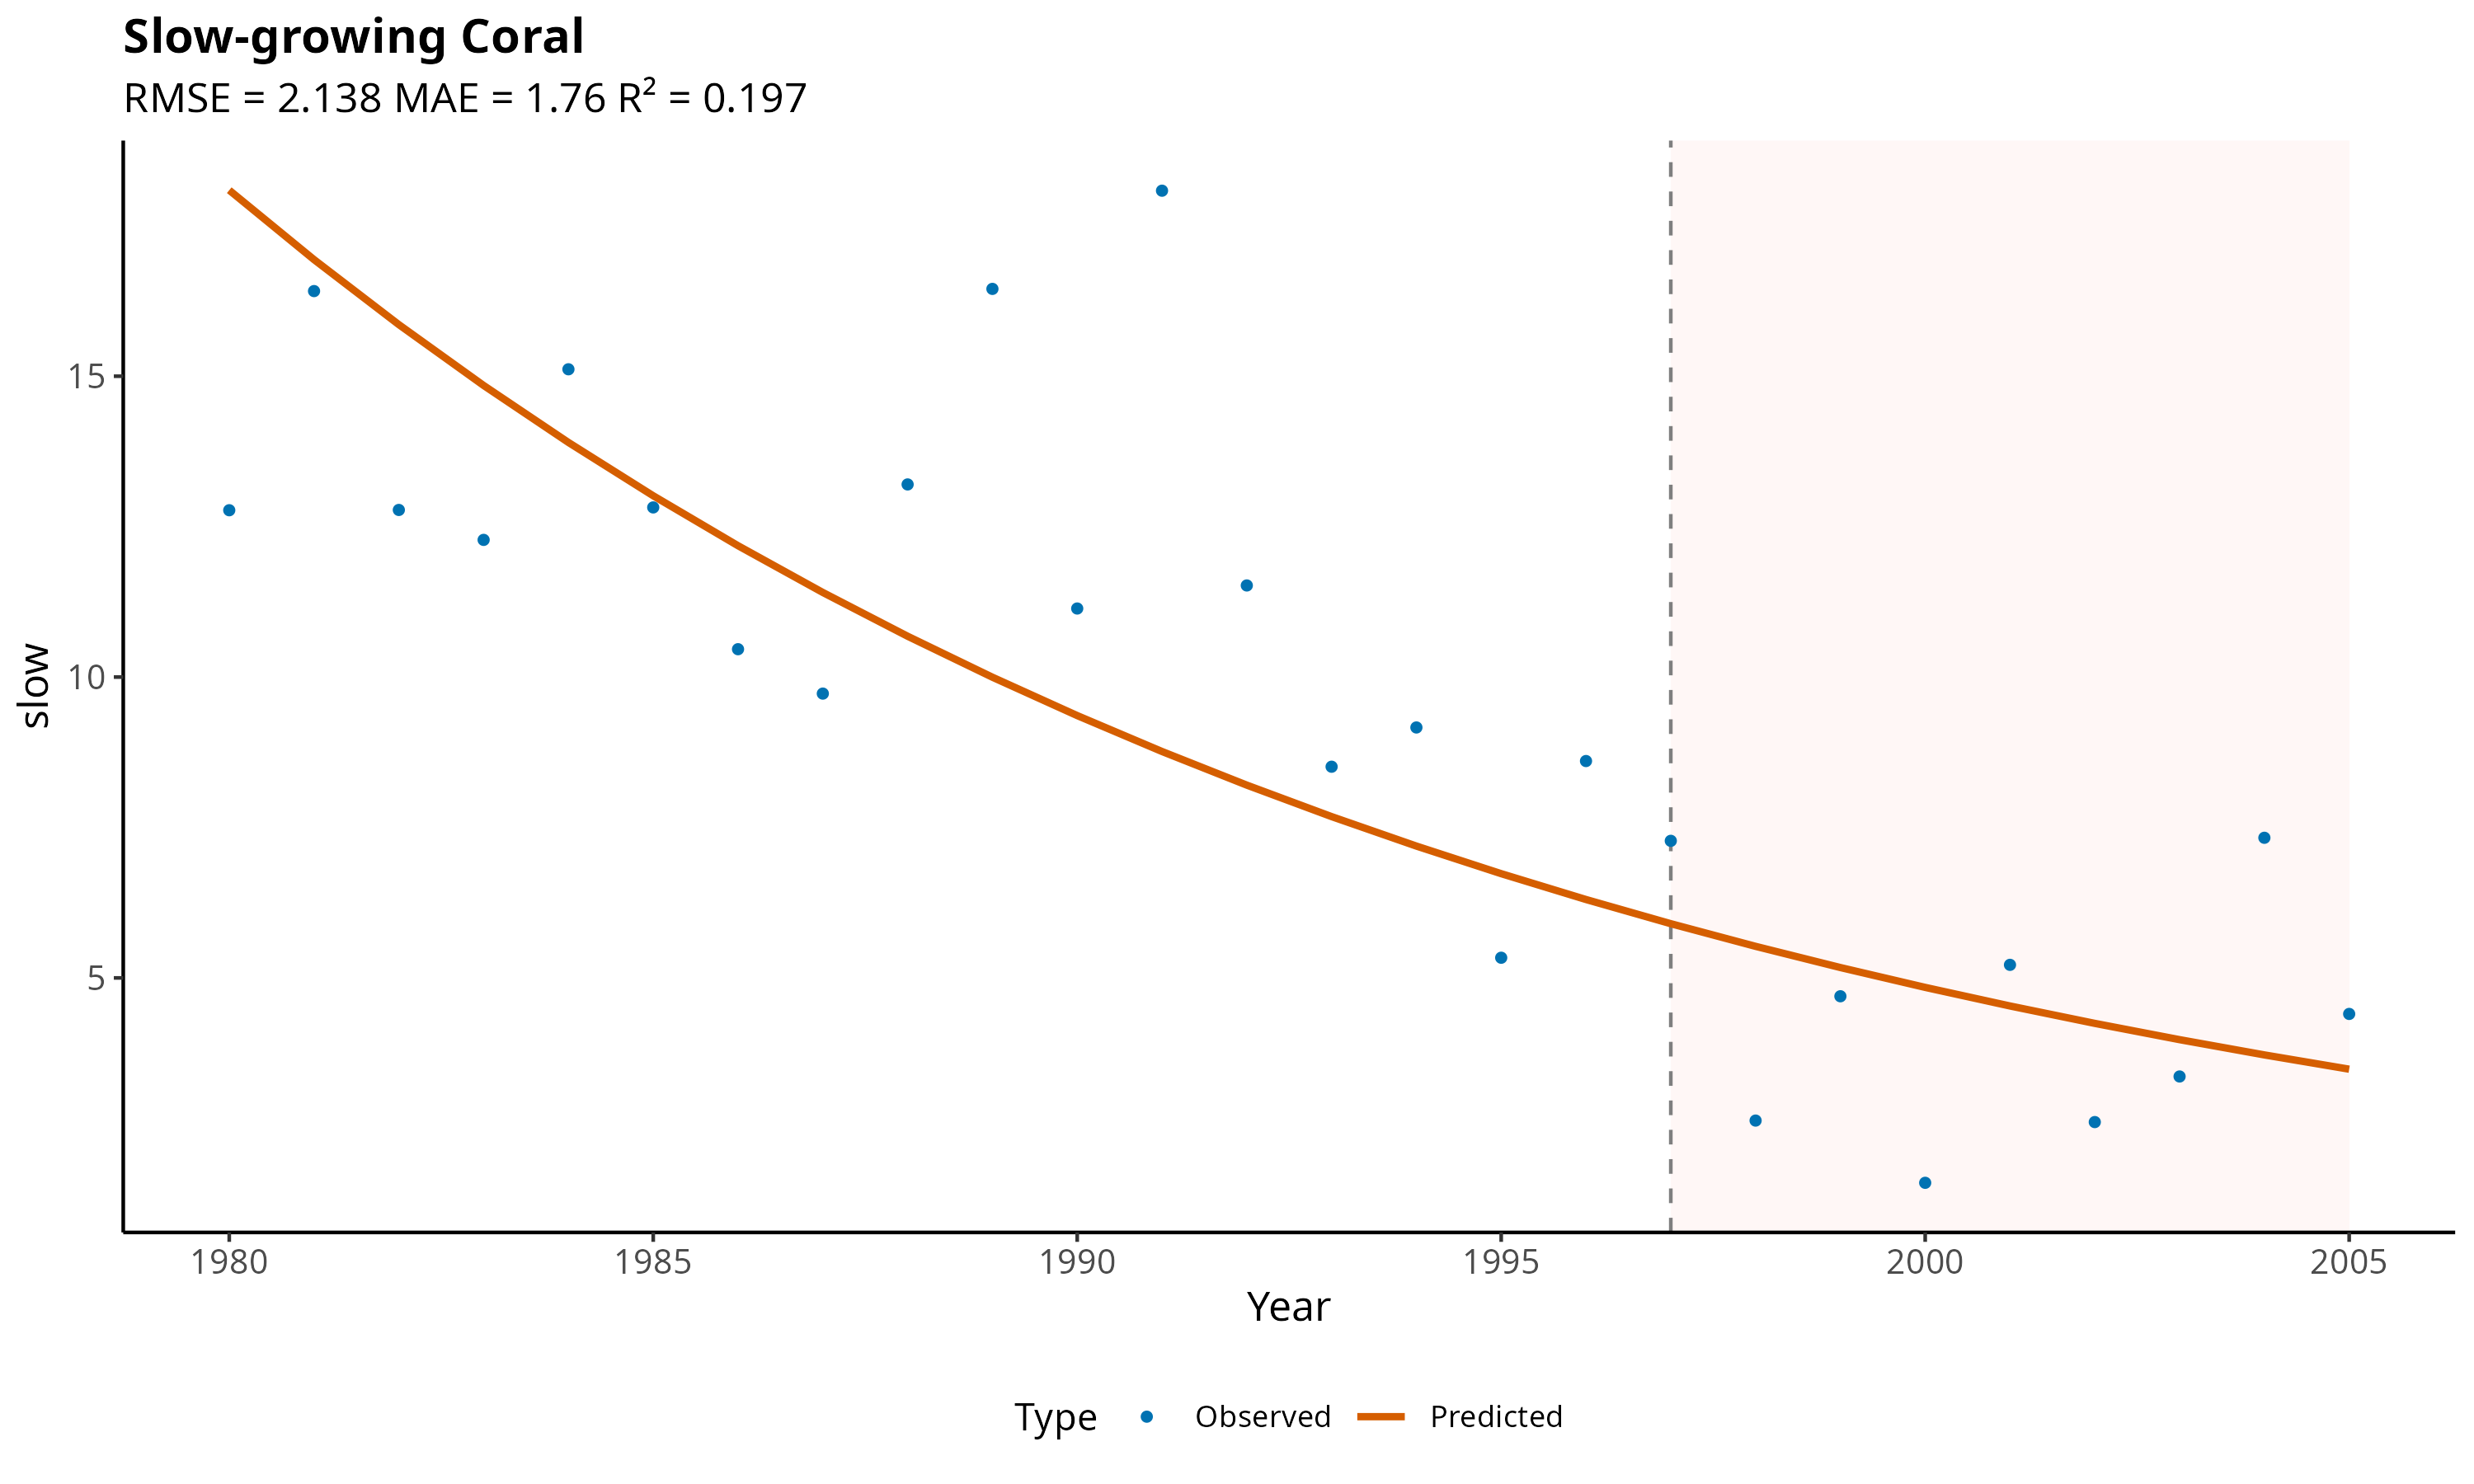 Slow-growing Coral
RMSE = 2.138 MAE = 1.76 R² = 0.197
slow
15
10
5
1980 1985 1990 1995 2000 2005
Year
Type Observed Predicted